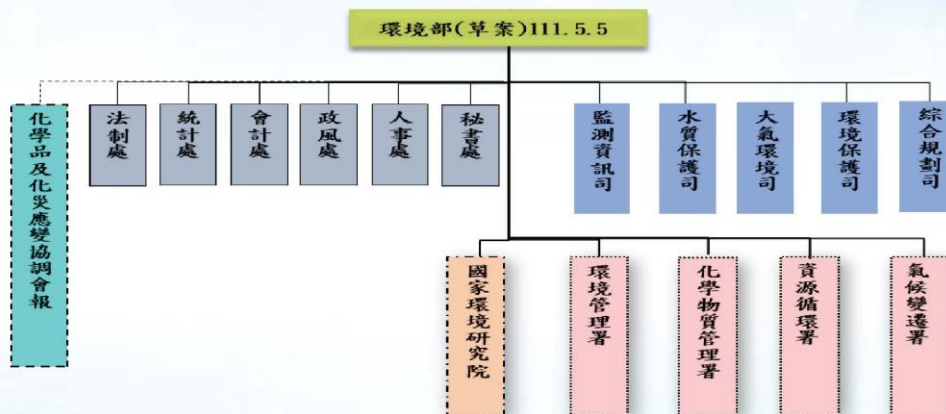 環境部(草案)111.5.5
化學品及化災應變協調會報
法制處
統計處
會計處
政風處
人事處
秘書處
監測資訊司
水質保護司
大氣環境司
環境保護司
綜合規劃司
國家環境研究院
環境管理署
化學物質管理署
資源循環署
氣候變遷署